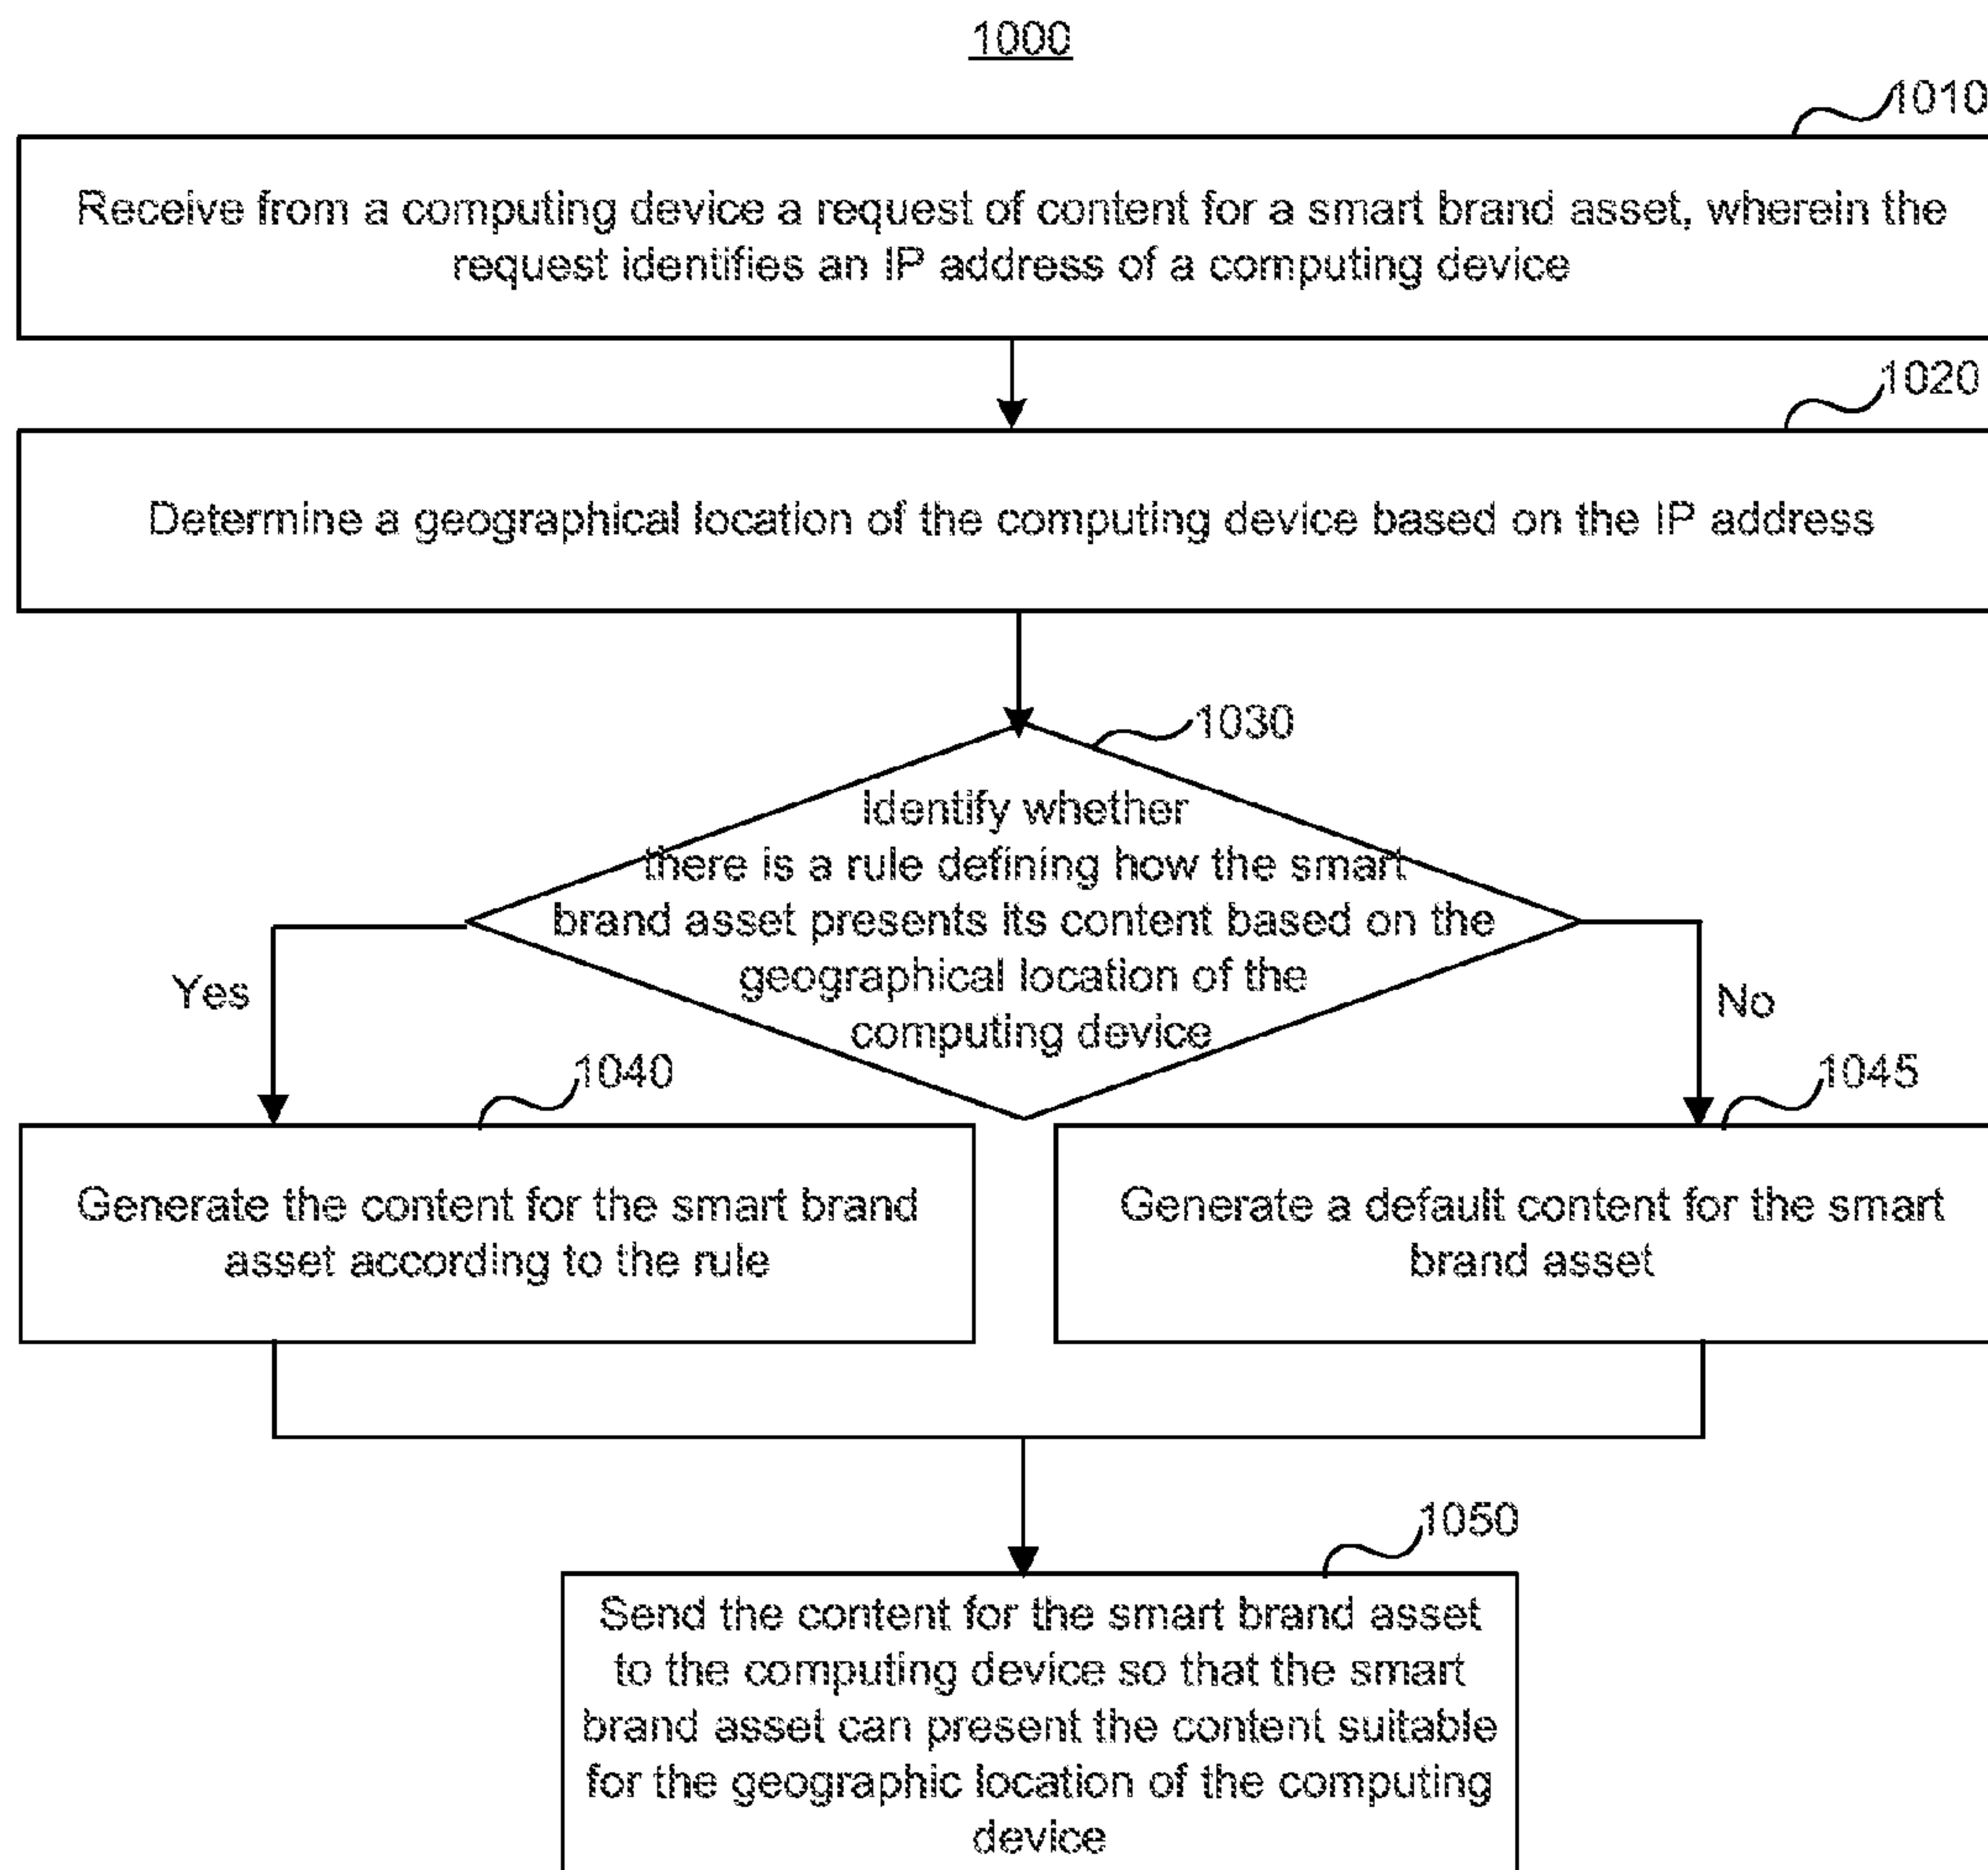 1000
1010
Receive from a computing device a request of content for a smart brand asset, wherein the
request identifies an IP address of a computing device
1020
Determine a geographical location of the computing device based on the IP address
1030
Identify whether
there is a rule defining how the smart
brand asset presents its content based on the
geographical location of the
computing device
Yes
No
1040
1045
Generate the content for the smart brand
asset according to the rule
Generate a default content for the smart
brand asset
1050
Send the content for the smart brand asset
to the computing device so that the smart
brand asset can present the content suitable
for the geographic location of the computing
device